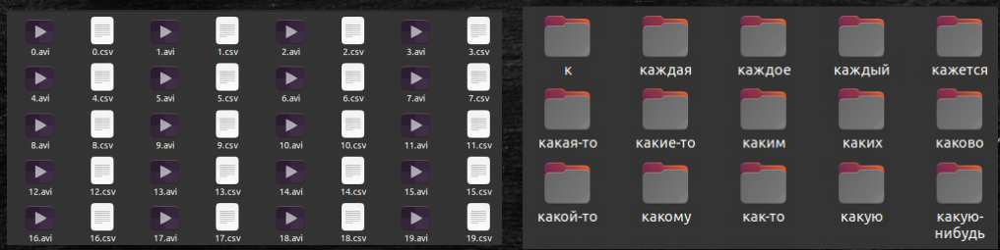 0.avi 0.csv 1.avi 1.csv 2.avi 2.csv 3.avi 3.csv
4.avi 4.csv 5.avi 5.csv 6.avi 6.csv 7.avi 7.csv
8.avi 8.csv 9.avi 9.csv 10.avi 10.csv 11.avi 11.csv
12.avi 12.csv 13.avi 13.csv 14.avi 14.csv 15.avi 15.csv
16.avi 16.csv 17.avi 17.csv 18.avi 18.csv 19.avi 19.csv
к каждая каждое каждый кажется
какая-то какие-то каким каких каково
какой-то какому как-то какую какую-
нибудь